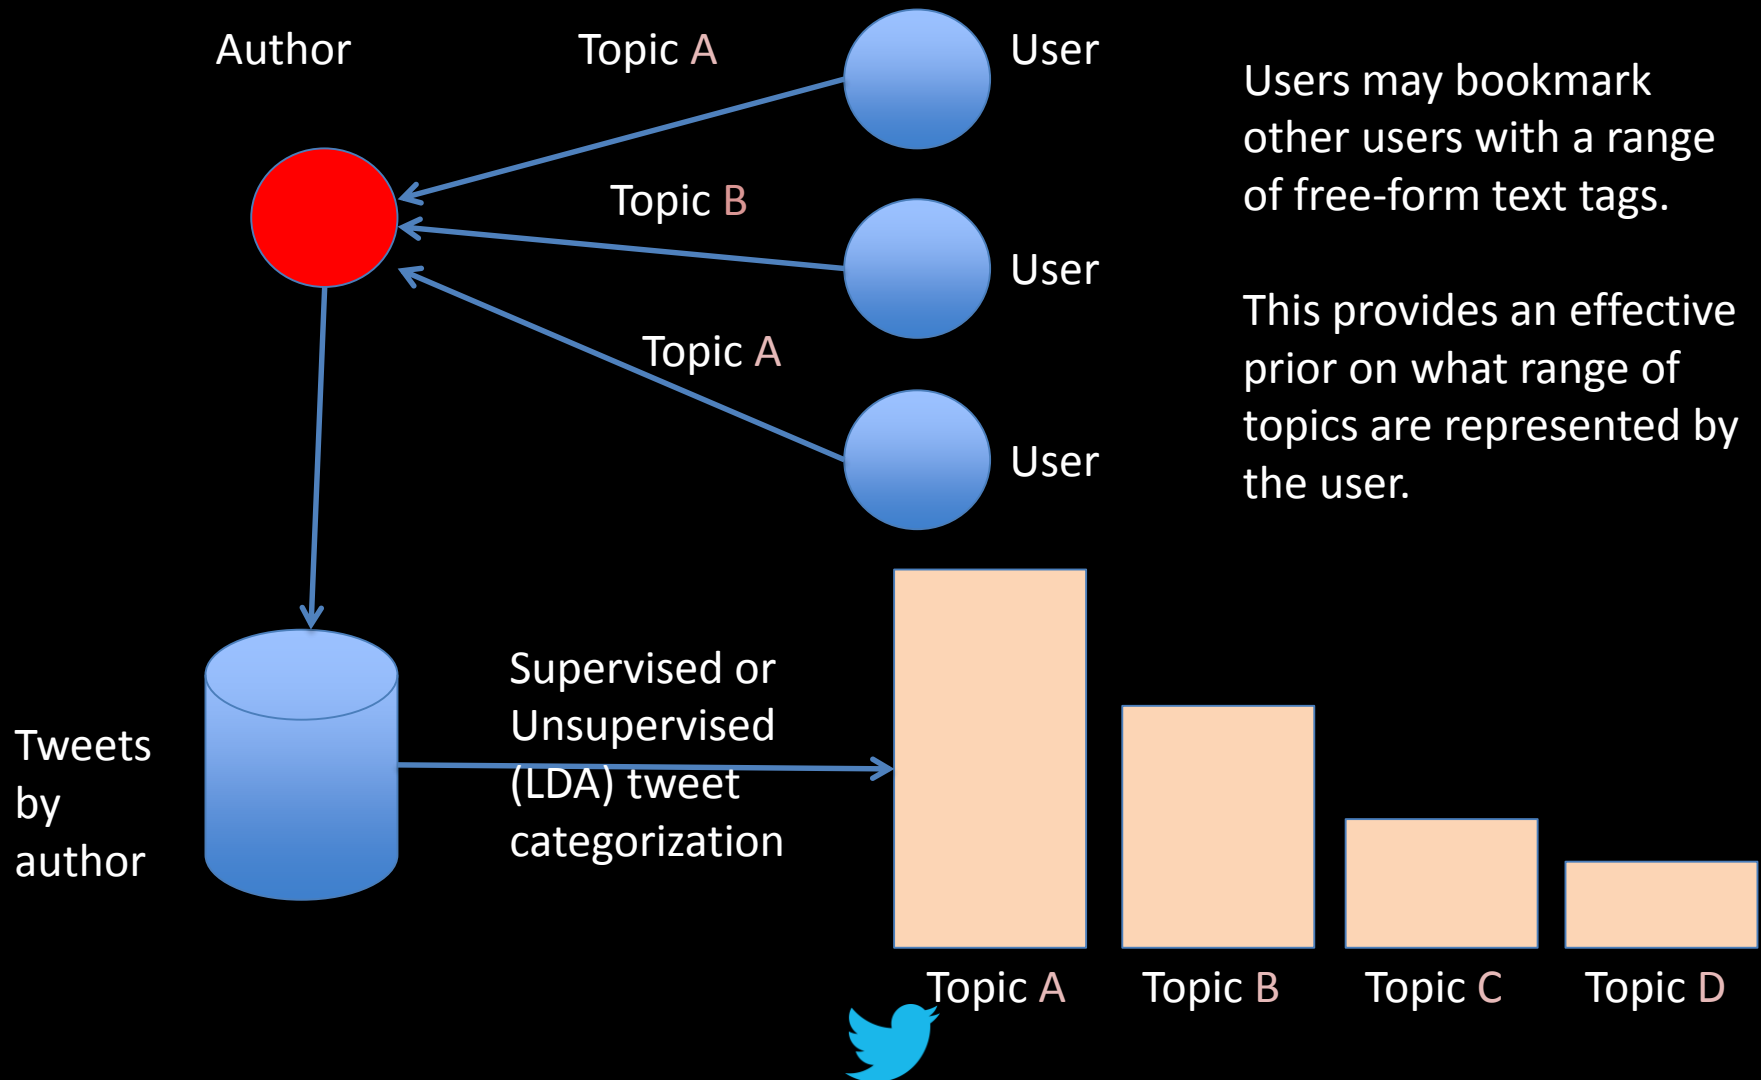 Author
Topic A
User
Topic B
User
Topic A
User
Users may bookmark
other users with a range
of free-form text tags.
This provides an effective
prior on what range of
topics are represented by
the user.
Tweets
by
author
Supervised or
Unsupervised
(LDA) tweet
categorization
Topic A
Topic B
Topic C
Topic D